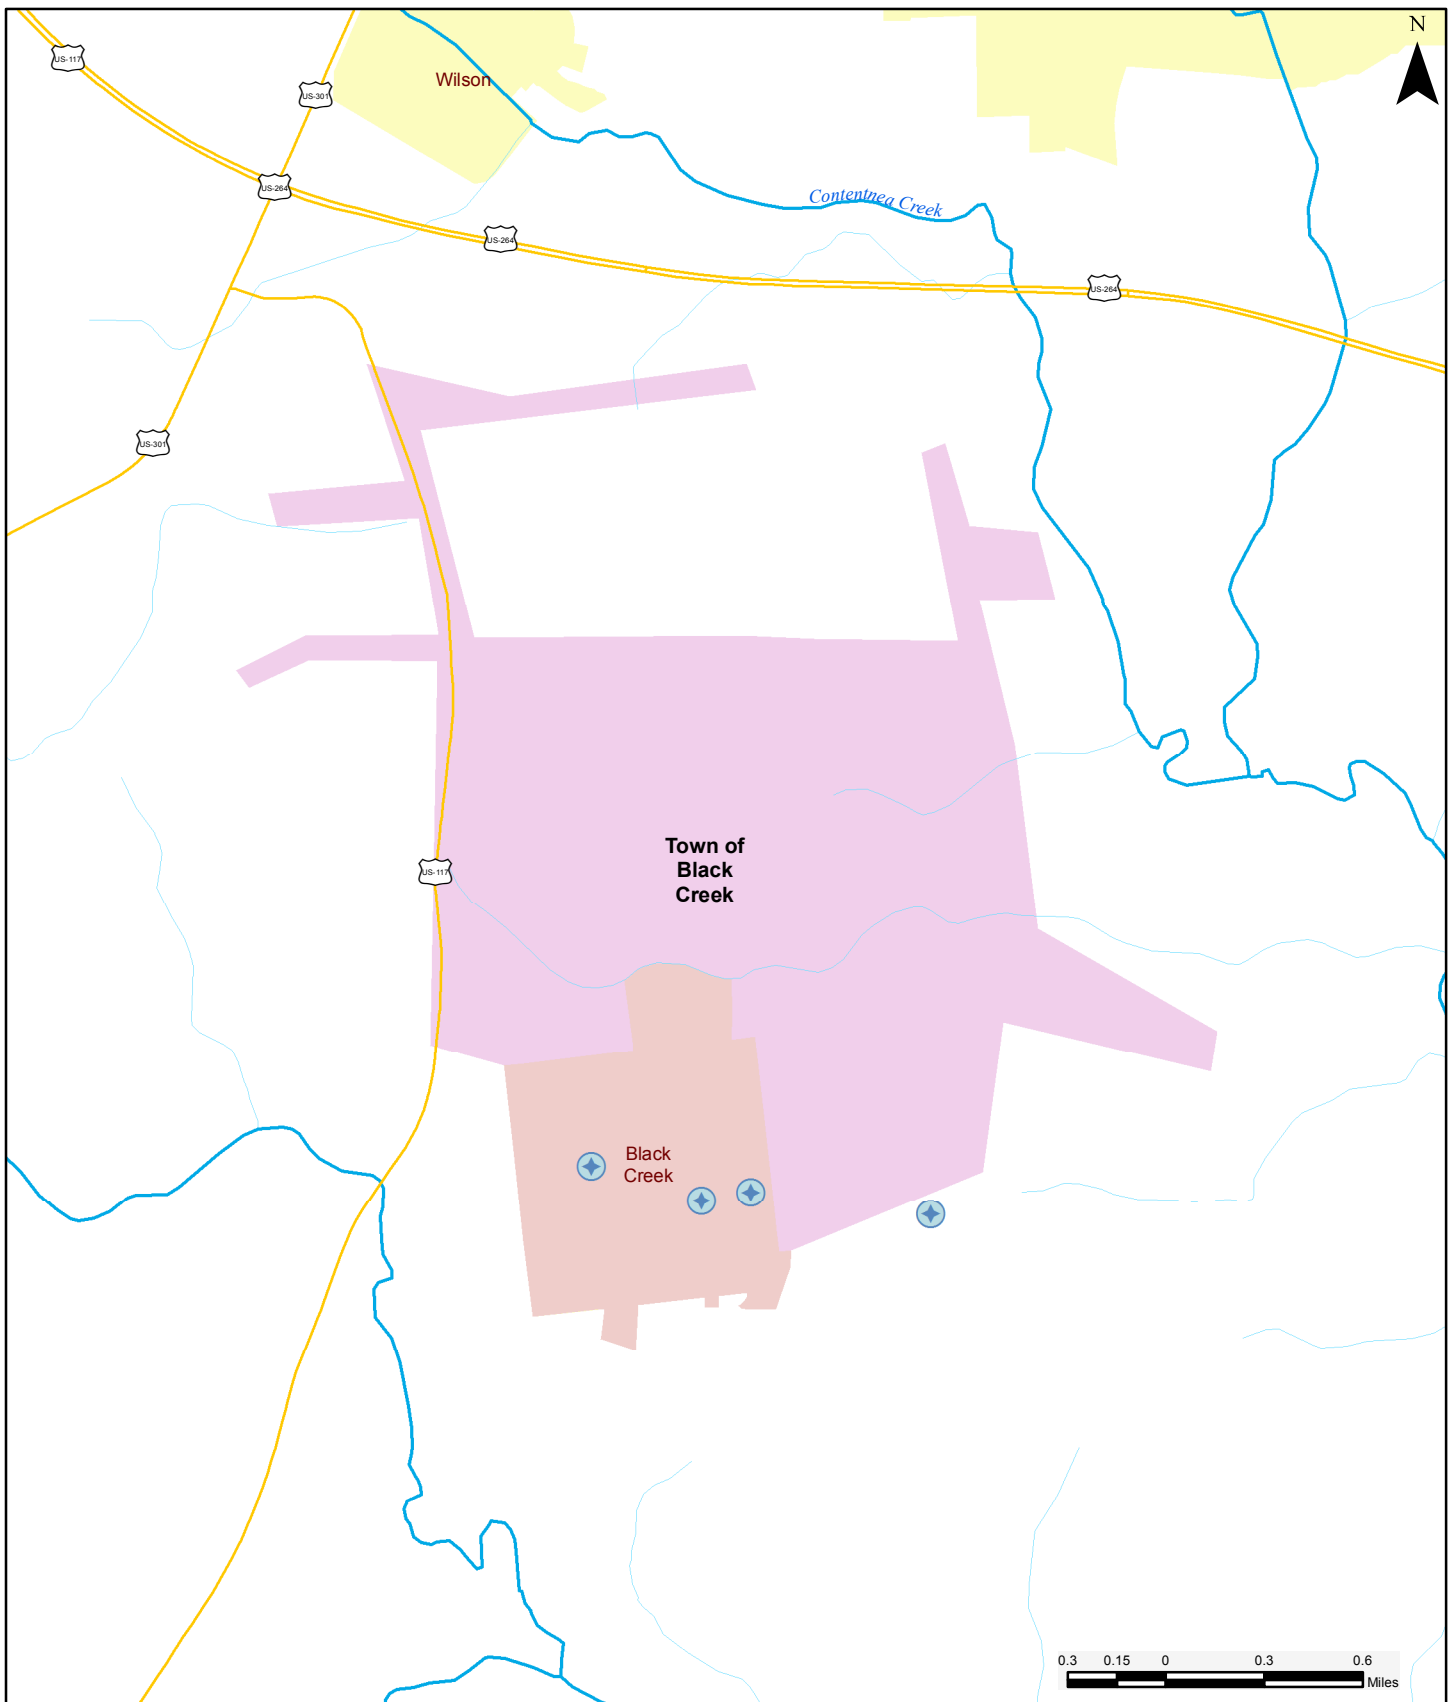 N
US-117
Wilson
US-301
US-264
Contentnea Creek
US-264
US-264
US-301
Town of
Black
Creek
US-117
Black
Creek
0.3 0.15 0 0.3 0.6
Miles